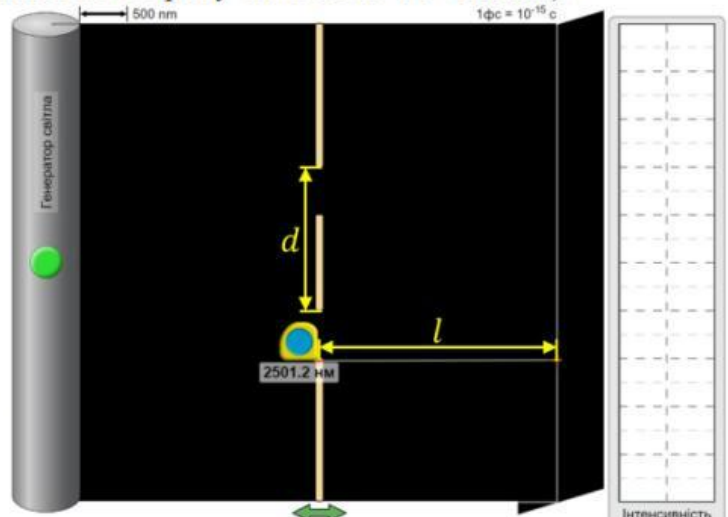 500 nm
1фс = 10⁻¹⁵ с
Генератор світла
d
l
2501.2 нм
Інтенсивність